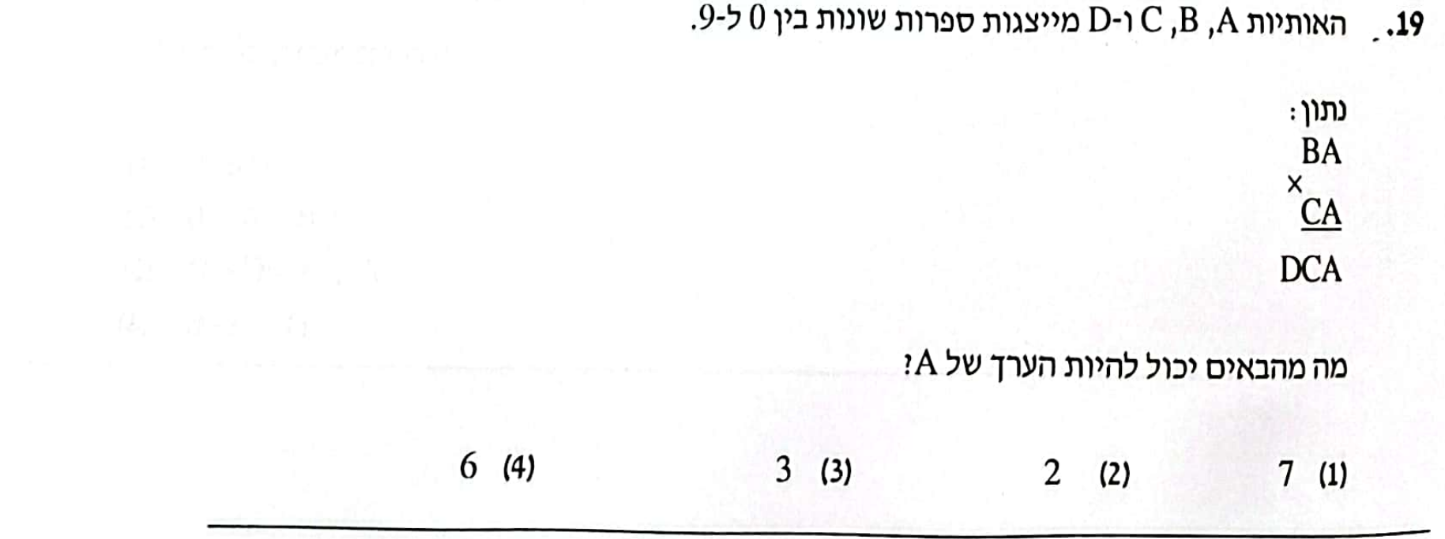 19. האותיות A, B, C ו-D מייצגות ספרות שונות בין 0 ל-9.
נתון:
BA
×
CA
DCA
מה מהבאים יכול להיות הערך של A?
(1) 7 (2) 2 (3) 3 (4) 6